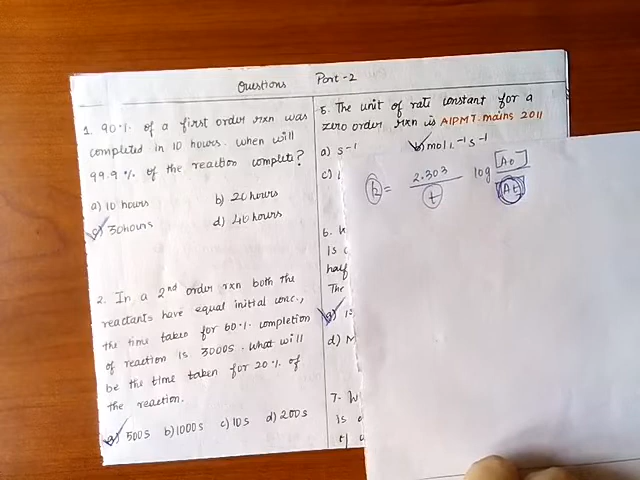 Questions Part-2
1. 90% of a first order rxn was
completed in 10 hours. When will
99.9% of the reaction complete?
a) 10 hours b) 20 hours
c) 30 hours d) 40 hours
2. In a 2nd order rxn both the
reactants have equal initial conc.,
the time taken for 60% completion
of reaction is 3000s. What will
be the time taken for 20% of
the reaction.
a) 500s b) 1000s c) 10s d) 200s
5. The unit of rate constant for a
zero order rxn is AIPMT. mains 2011
a) s⁻¹ b) mol L⁻¹ s⁻¹
c)
6.
is
half
The
a)
d) M
7. W
is
k = 2.303 / t log [A0] / [At]